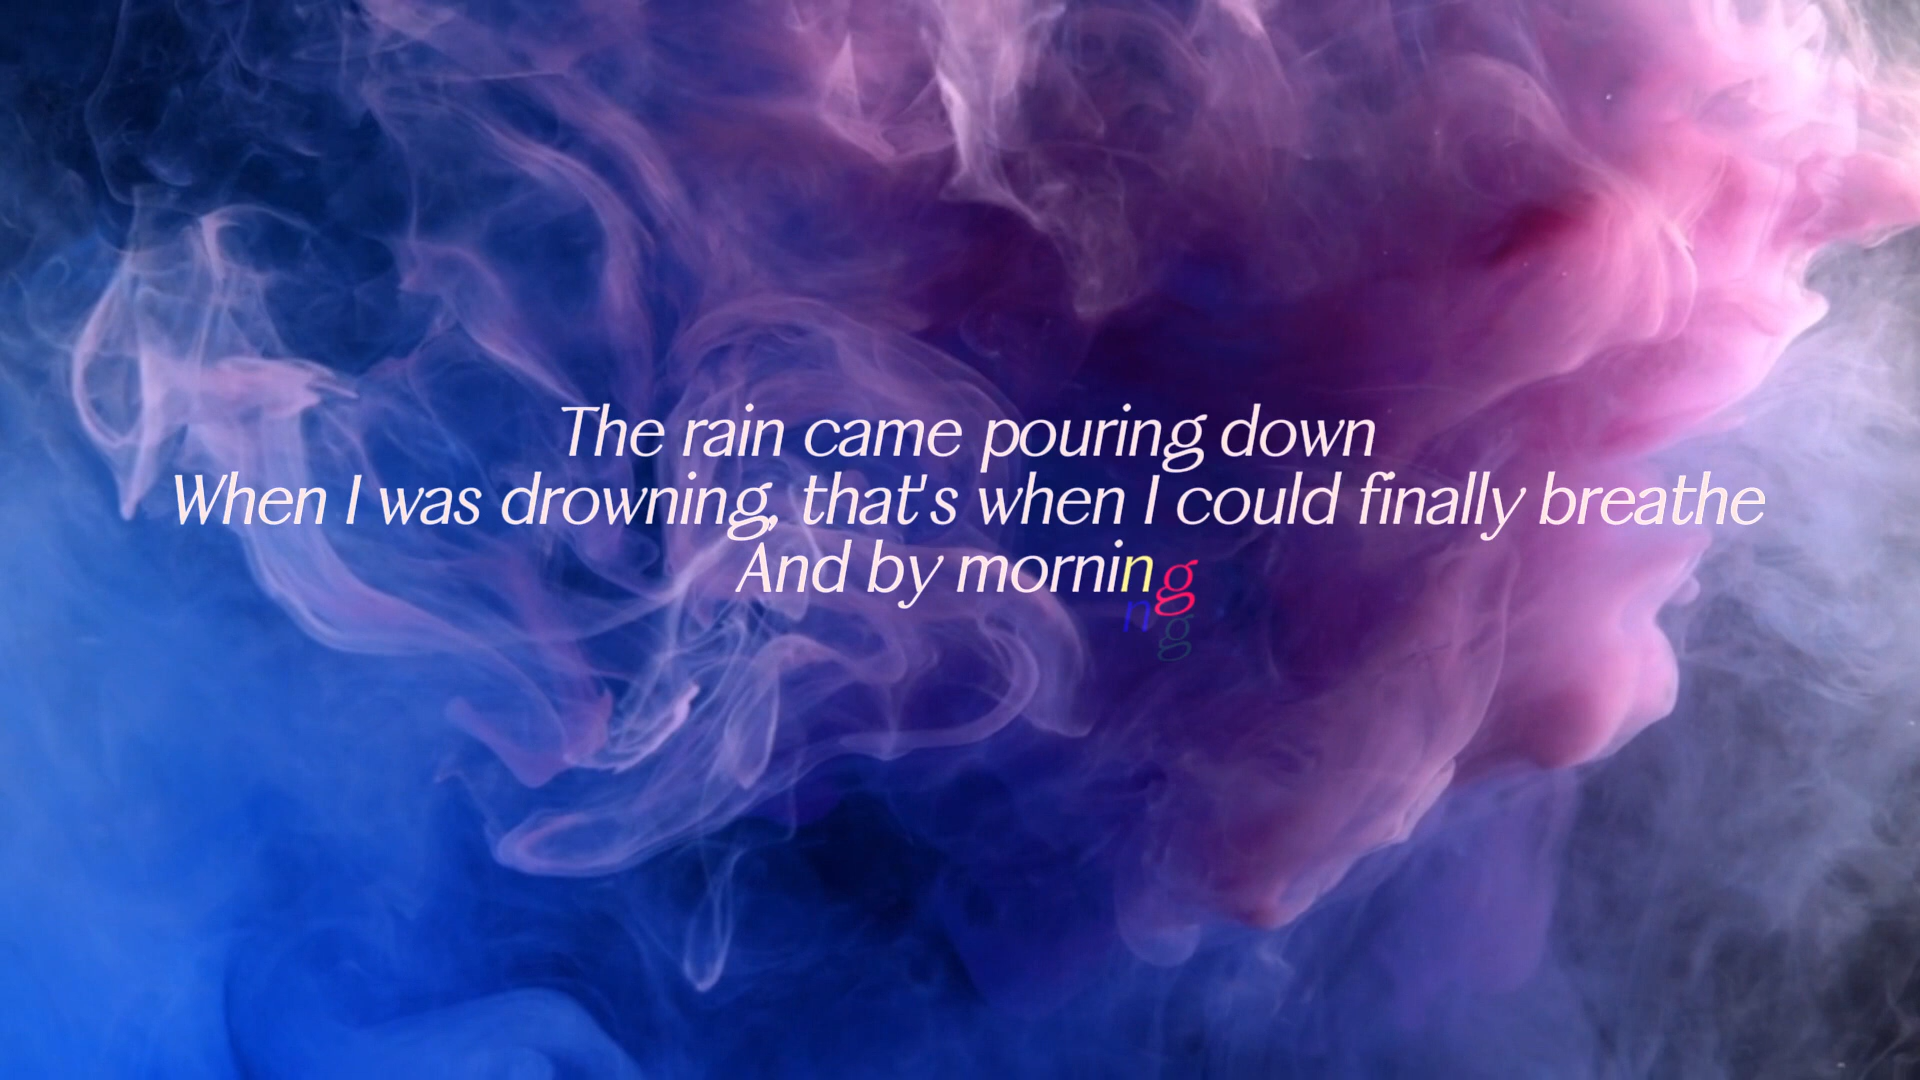 The rain came pouring down
When I was drowning, that's when I could finally breathe
And by morning